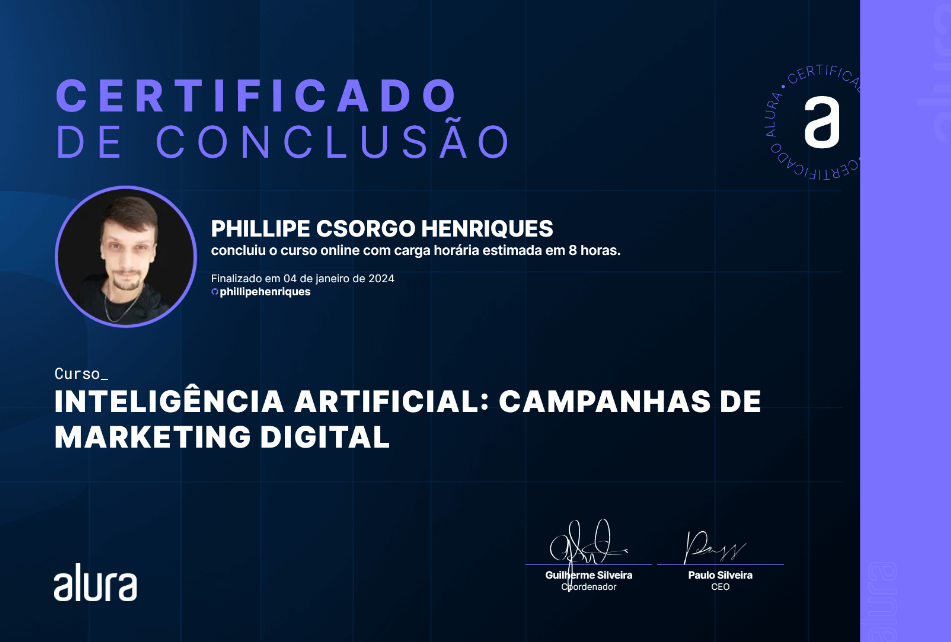 CERTIFICADO
DE CONCLUSÃO
ALURA • CERTIFICA
CERTIFICADO
a
PHILLIPE CSORGO HENRIQUES
concluiu o curso online com carga horária estimada em 8 horas.
Finalizado em 04 de janeiro de 2024
phillipehenriques
Curso_
INTELIGÊNCIA ARTIFICIAL: CAMPANHAS DE
MARKETING DIGITAL
alura
Guilherme Silveira
Coordenador
Paulo Silveira
CEO
alura
alura